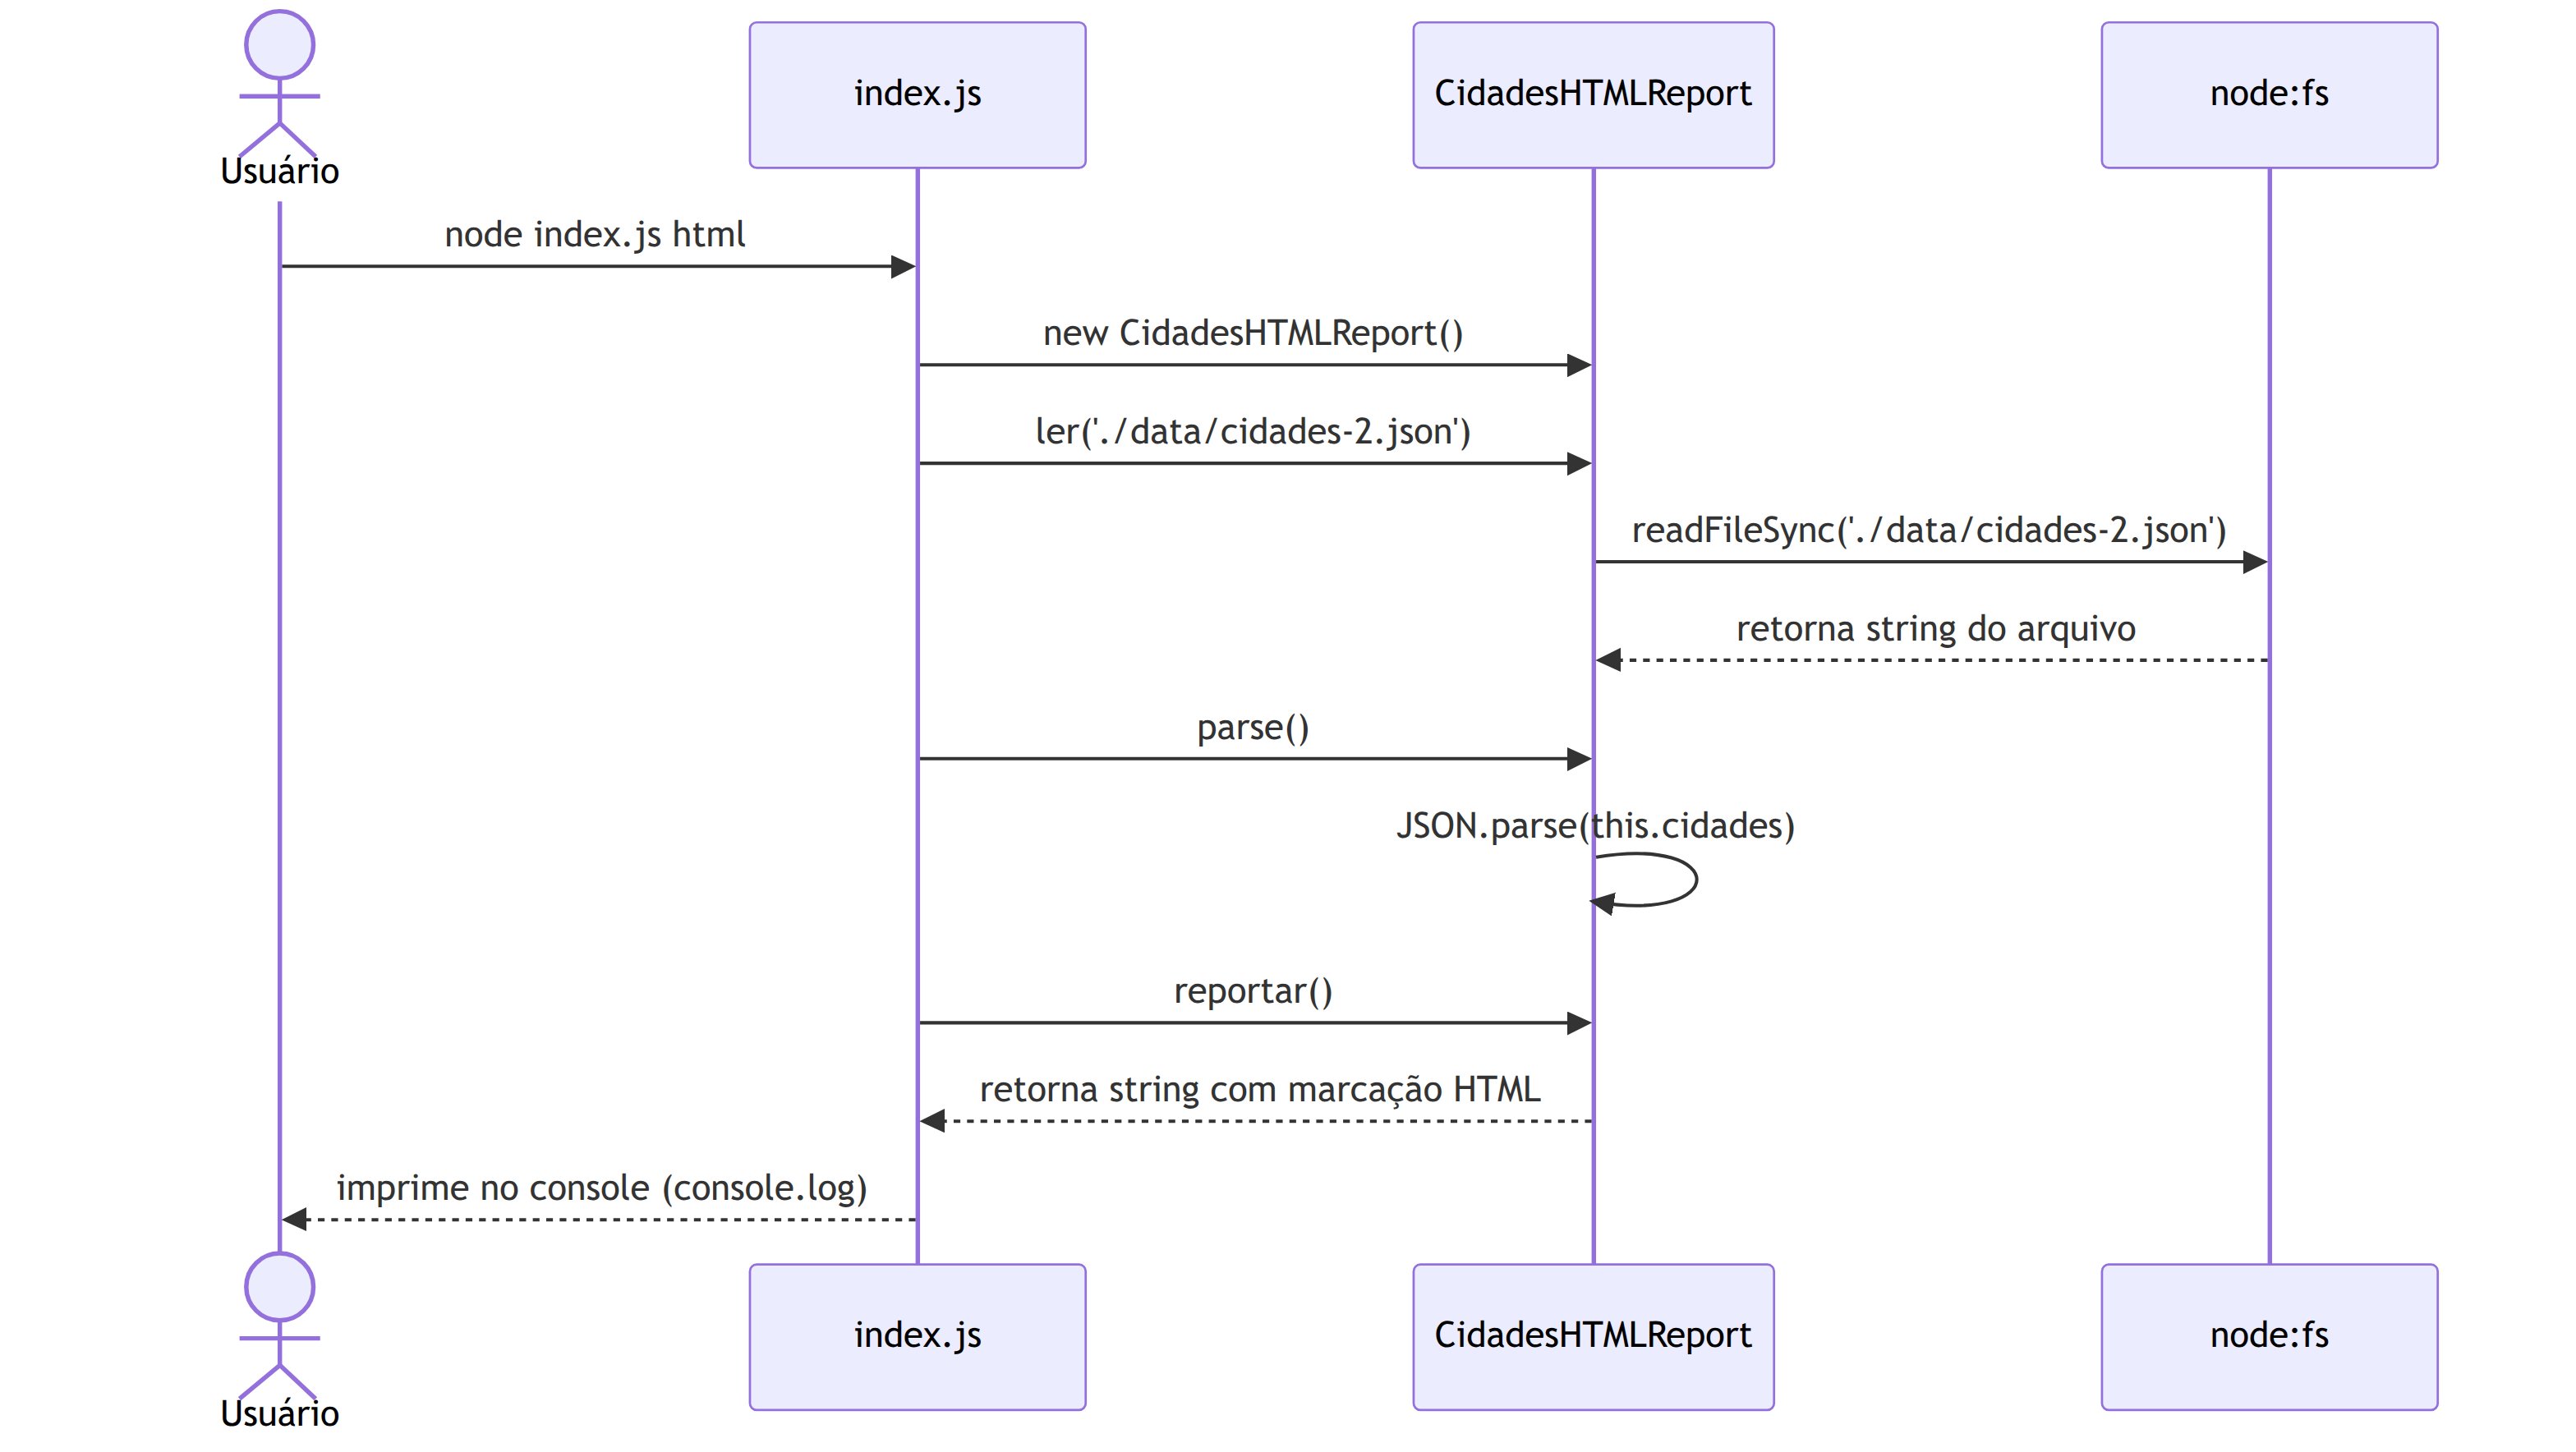 Usuário
index.js
CidadesHTMLReport
node:fs
node index.js html
new CidadesHTMLReport()
ler('./data/cidades-2.json')
readFileSync('./data/cidades-2.json')
retorna string do arquivo
parse()
JSON.parse(this.cidades)
reportar()
retorna string com marcação HTML
imprime no console (console.log)
Usuário
index.js
CidadesHTMLReport
node:fs